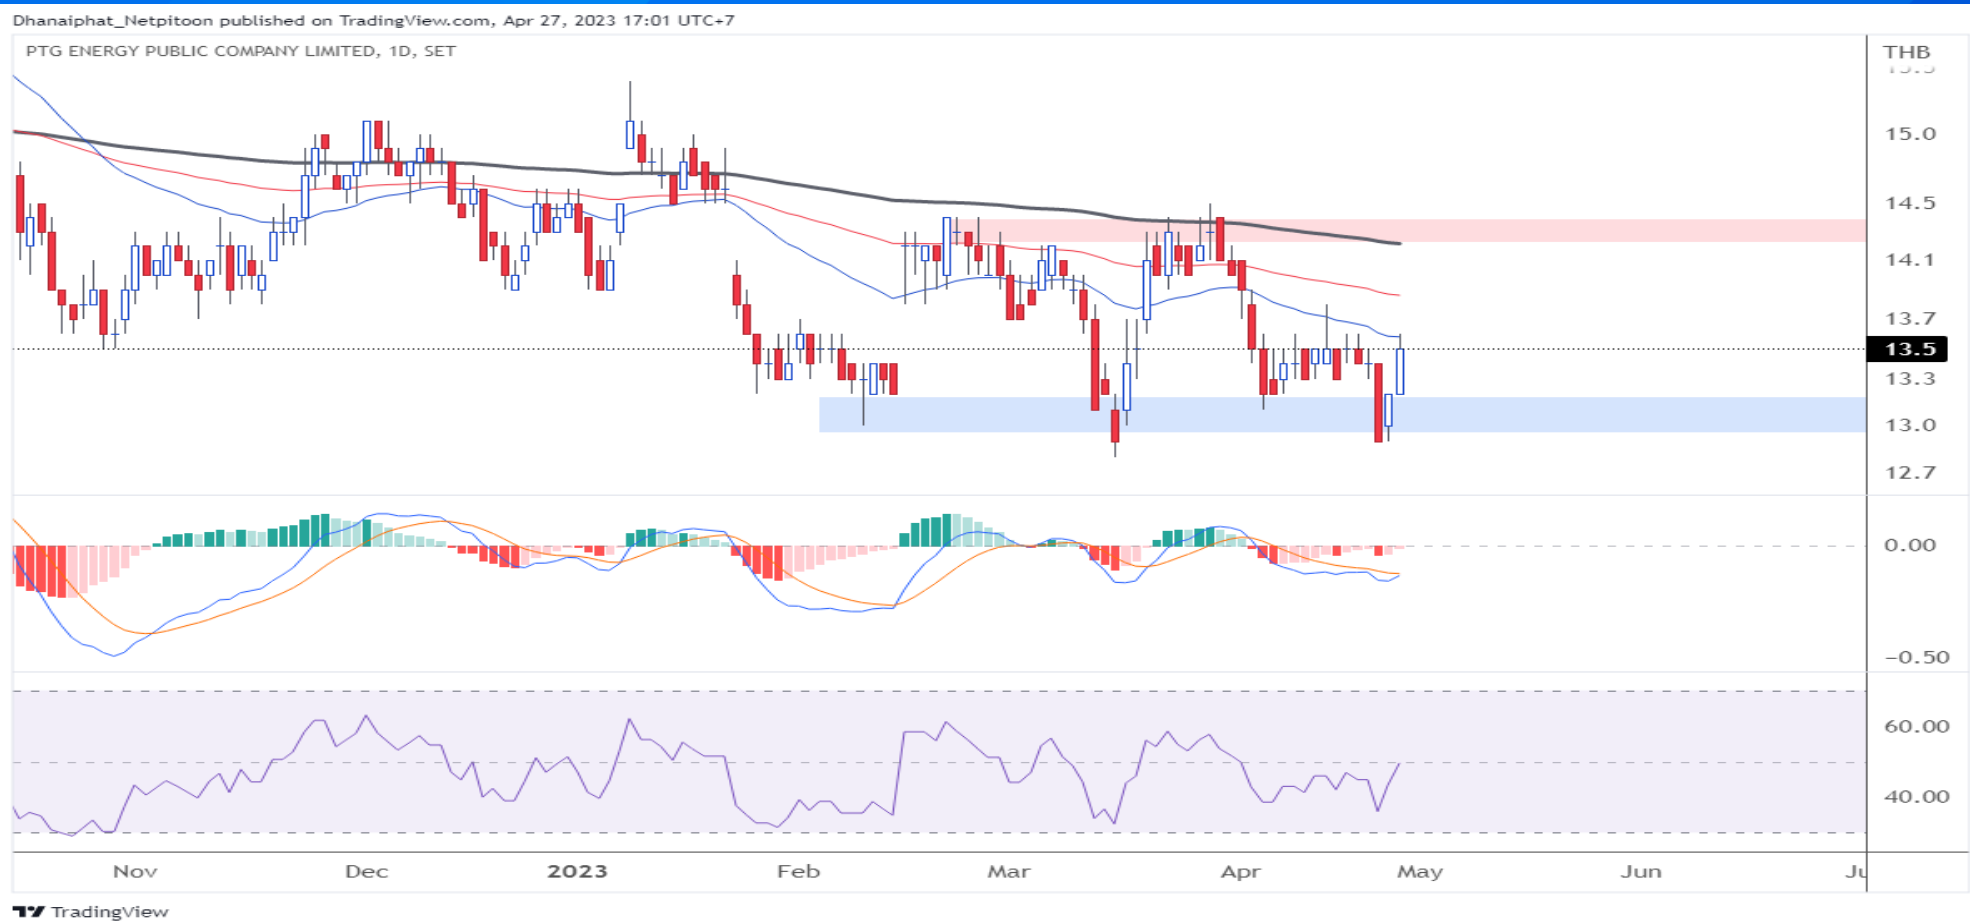 Dhanaiphat_Netpitoon published on TradingView.com, Apr 27, 2023 17:01 UTC+7
PTG ENERGY PUBLIC COMPANY LIMITED, 1D, SET
THB
15.0
14.5
14.1
13.7
13.5
13.3
13.0
12.7
0.00
−0.50
60.00
40.00
Nov Dec 2023 Feb Mar Apr May Jun
TradingView